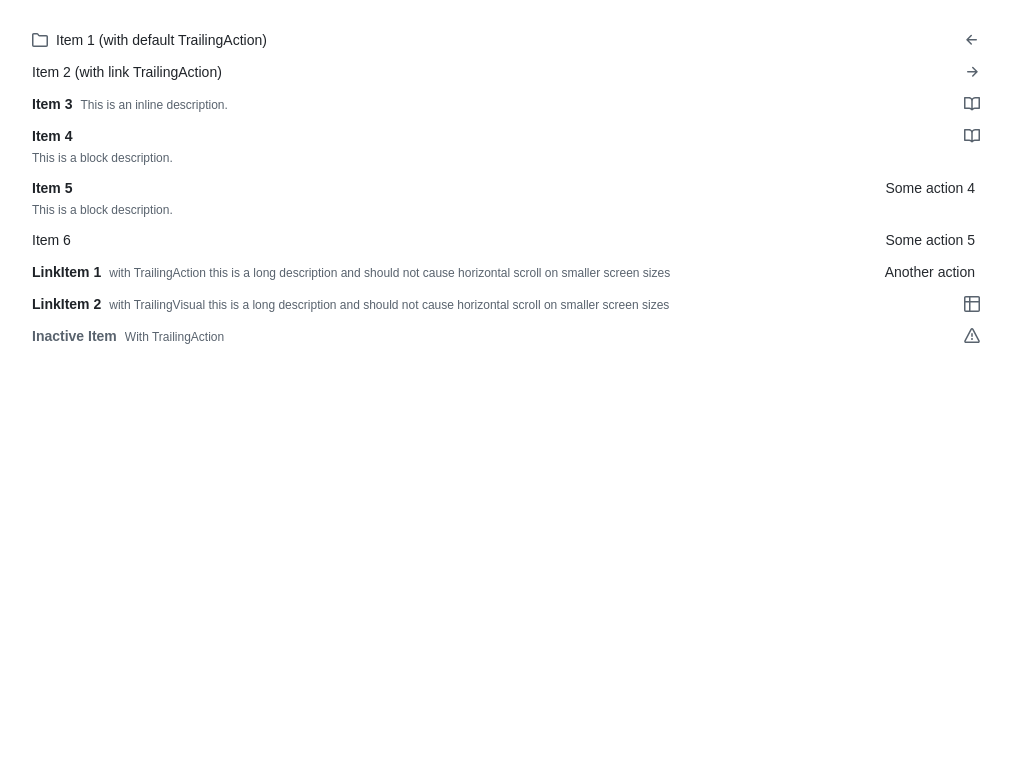 Item 1 (with default TrailingAction)
Item 2 (with link TrailingAction)
Item 3 This is an inline description.
Item 4
This is a block description.
Item 5 Some action 4
This is a block description.
Item 6 Some action 5
LinkItem 1 with TrailingAction this is a long description and should not cause horizontal scroll on smaller screen sizes Another action
LinkItem 2 with TrailingVisual this is a long description and should not cause horizontal scroll on smaller screen sizes
Inactive Item With TrailingAction